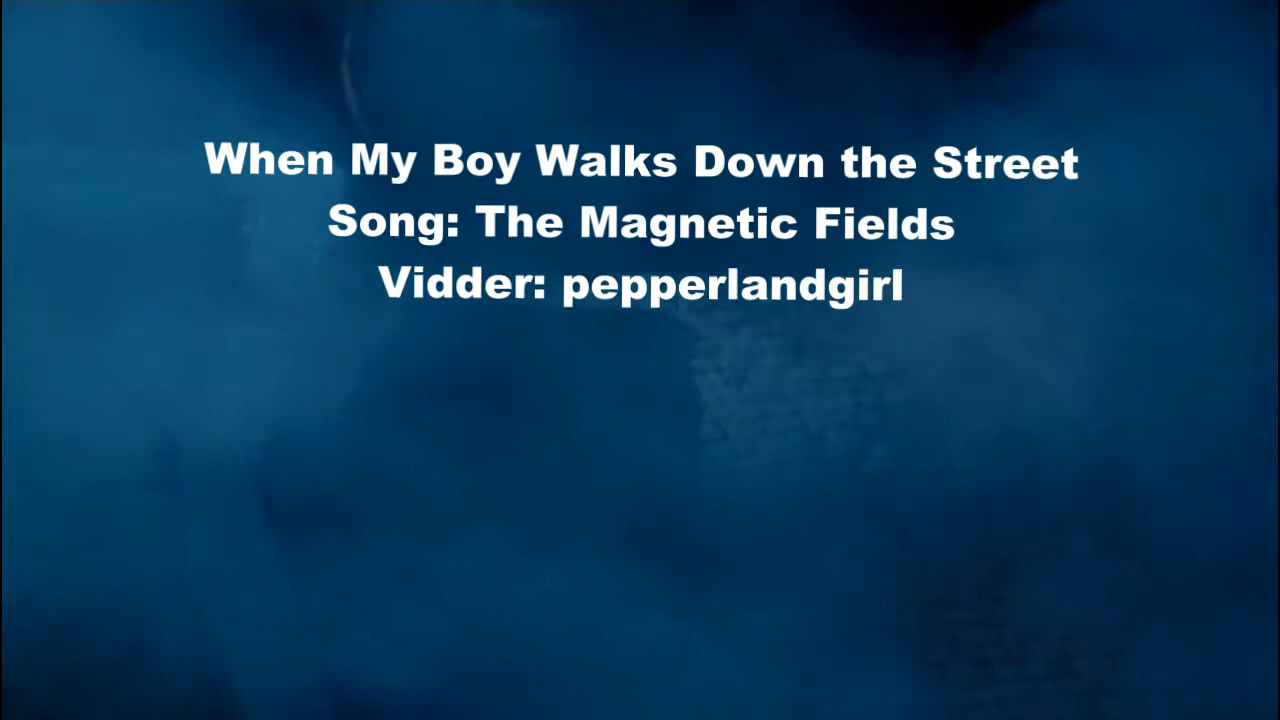 When My Boy Walks Down the Street
Song: The Magnetic Fields
Vidder: pepperlandgirl